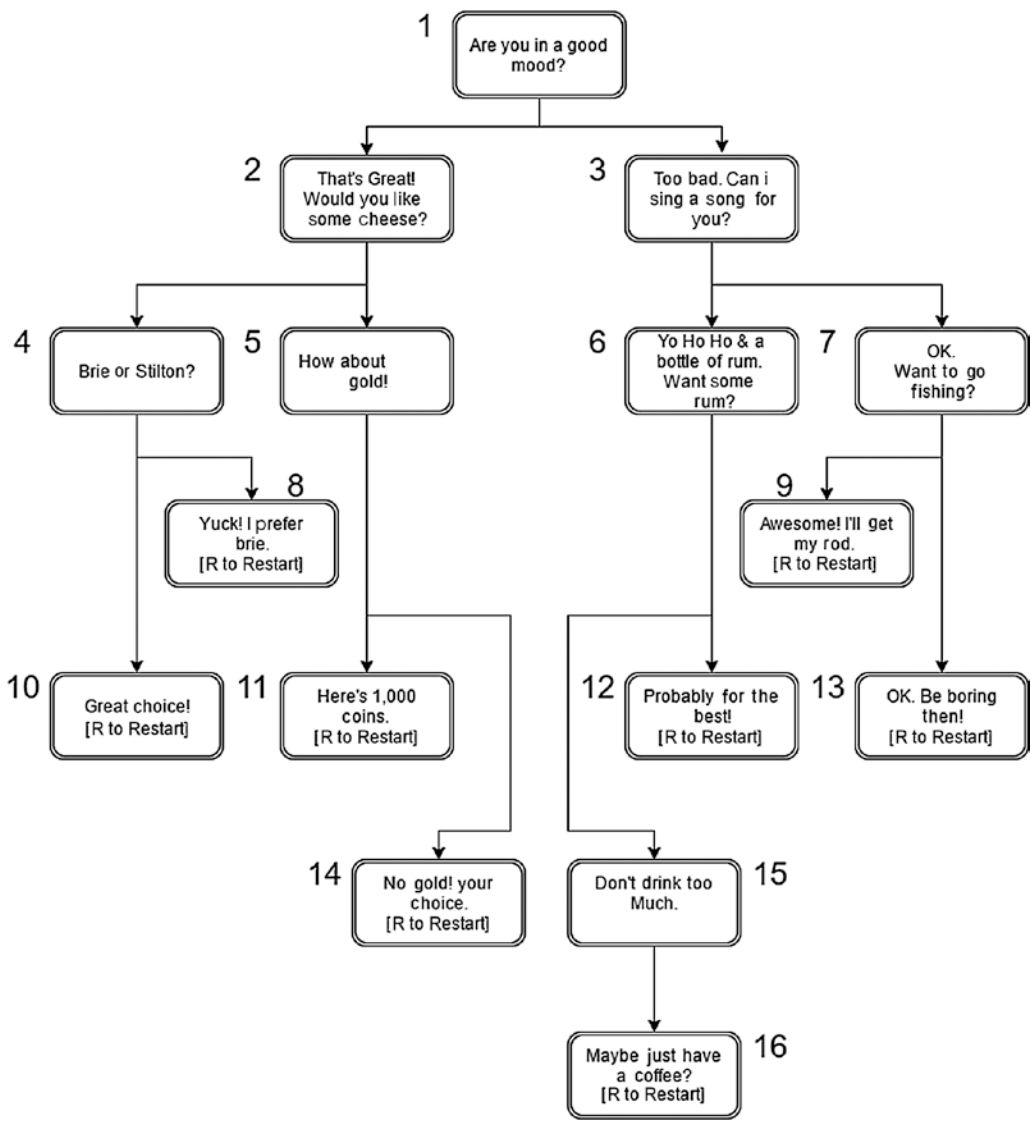 1
Are you in a good
mood?
2
That's Great!
Would you like
some cheese?
3
Too bad. Can i
sing a song for
you?
4
Brie or Stilton?
5
How about
gold!
6
Yo Ho Ho & a
bottle of rum.
Want some
rum?
7
OK.
Want to go
fishing?
8
Yuck! I prefer
brie.
[R to Restart]
9
Awesome! I'll get
my rod.
[R to Restart]
10
Great choice!
[R to Restart]
11
Here's 1,000
coins.
[R to Restart]
12
Probably for the
best!
[R to Restart]
13
OK. Be boring
then!
[R to Restart]
14
No gold! your
choice.
[R to Restart]
15
Don't drink too
Much.
16
Maybe just have
a coffee?
[R to Restart]